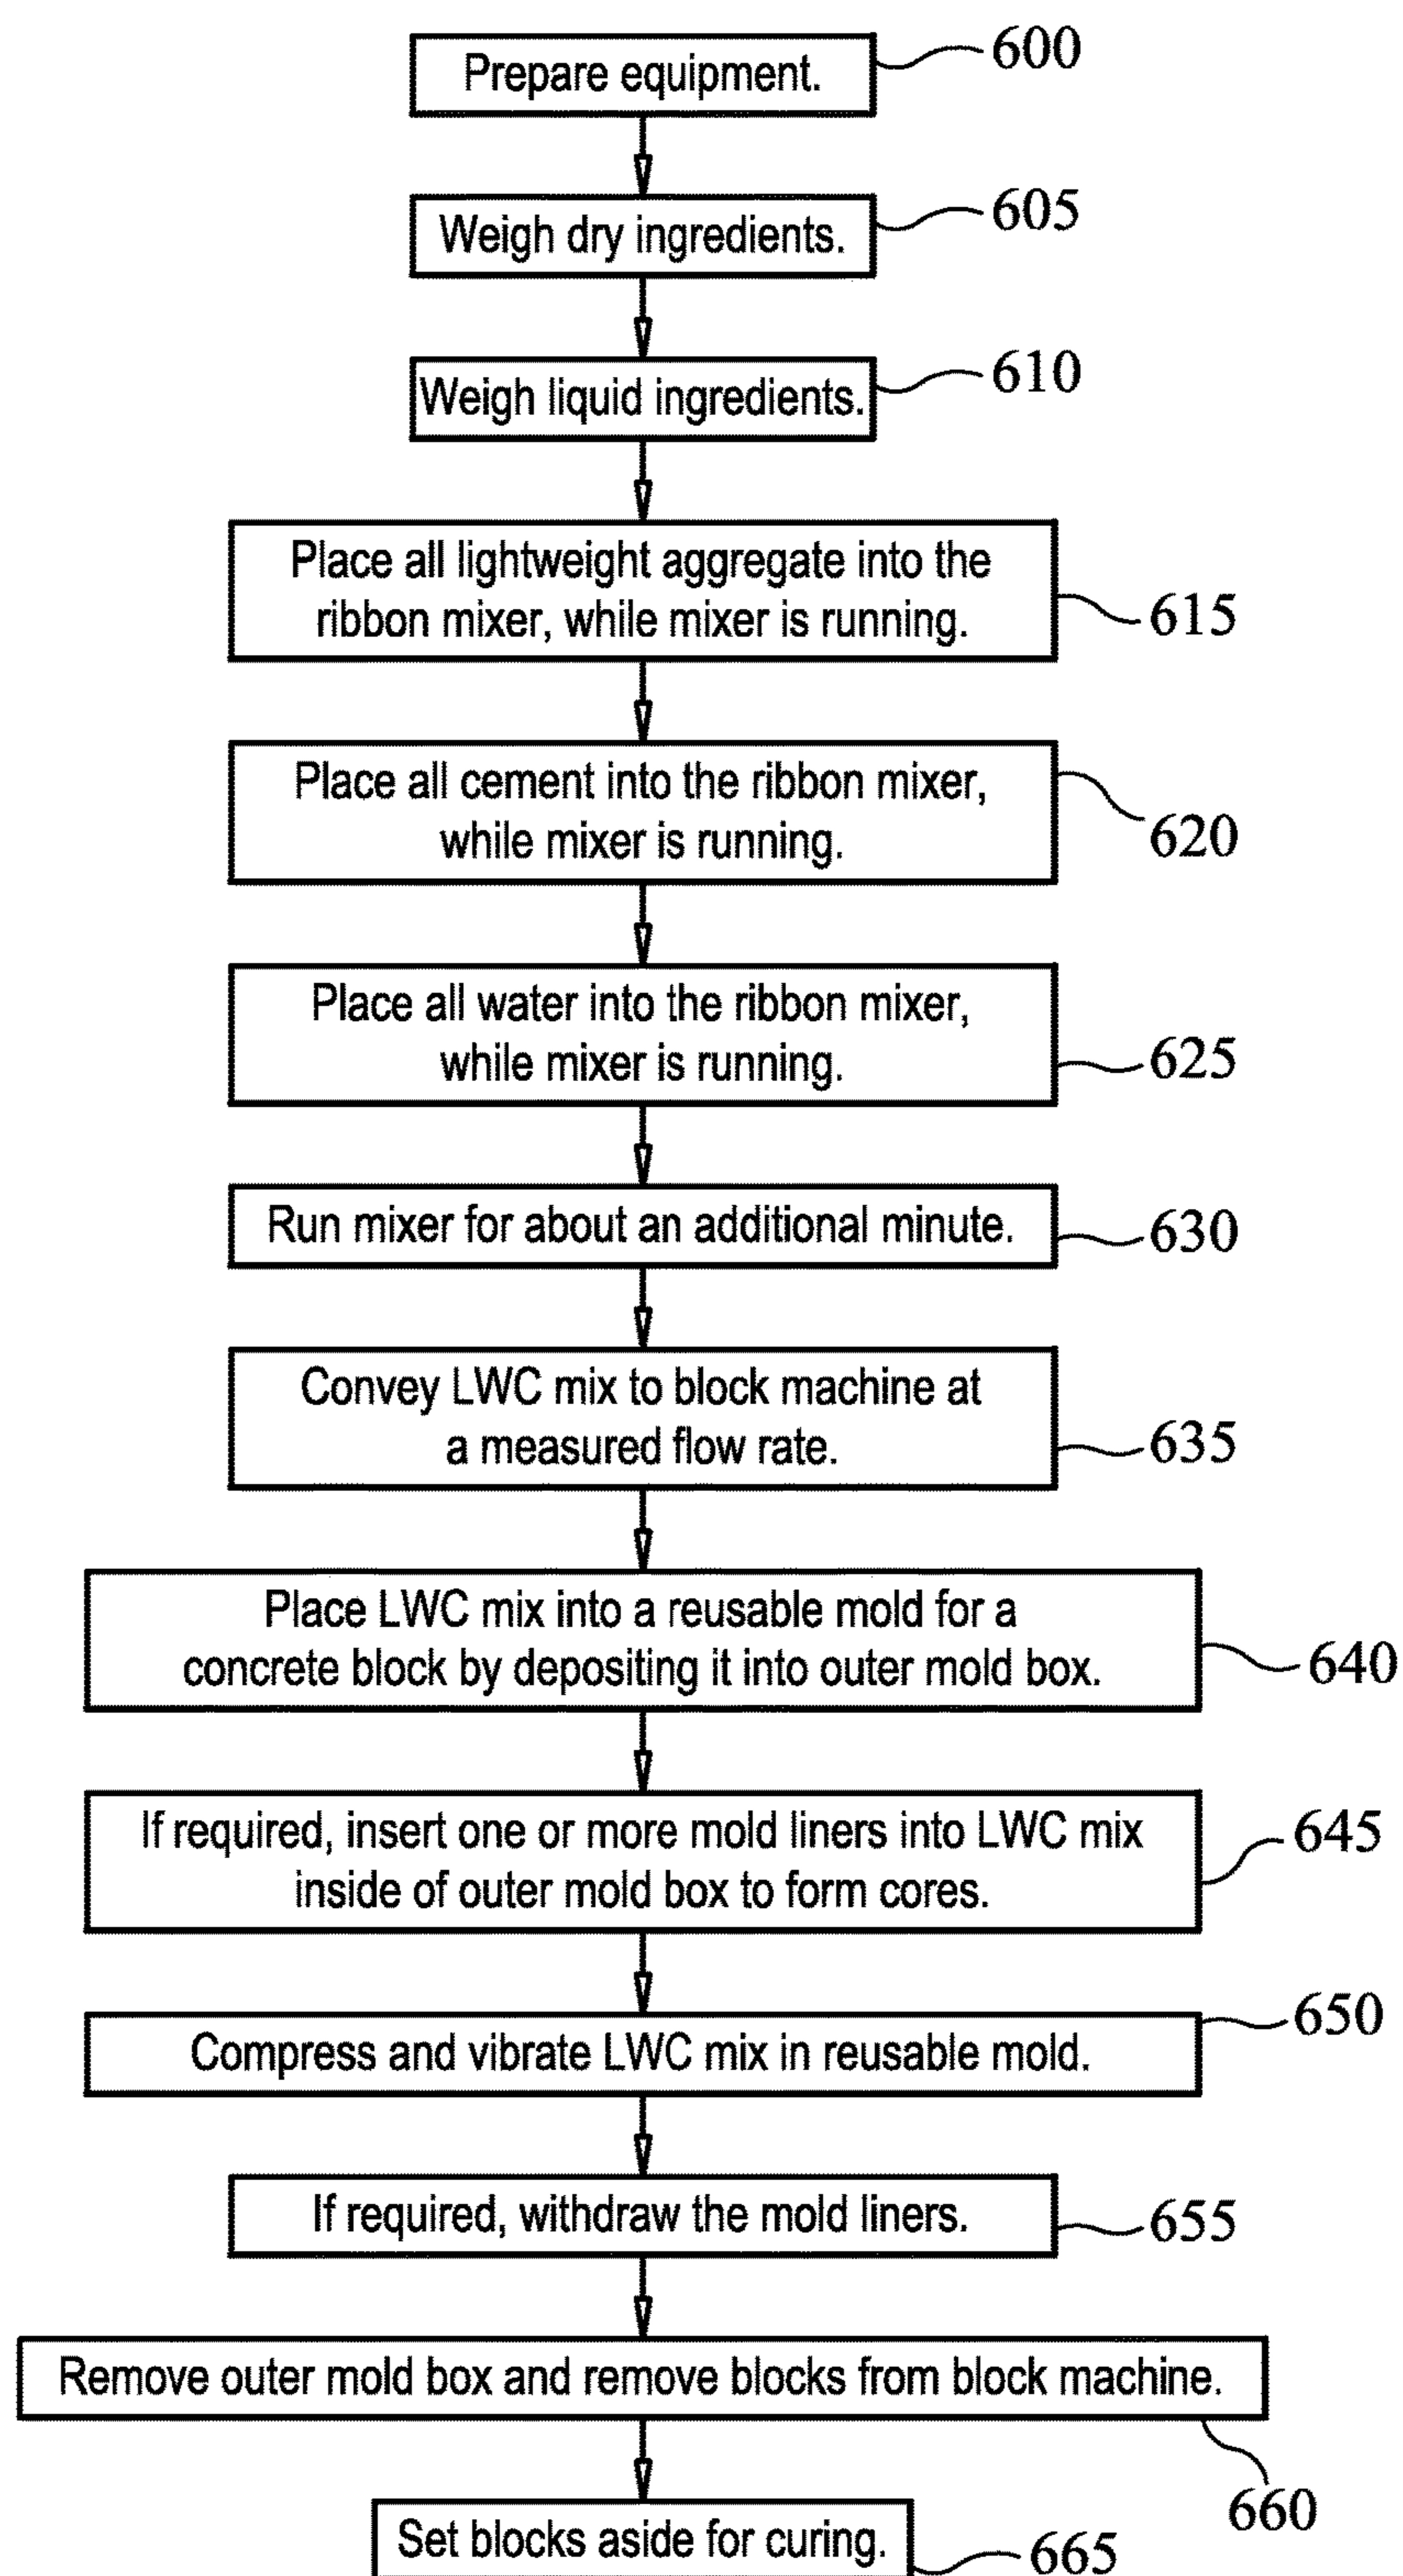 Prepare equipment.
600
Weigh dry ingredients.
605
Weigh liquid ingredients.
610
Place all lightweight aggregate into the
ribbon mixer, while mixer is running.
615
Place all cement into the ribbon mixer,
while mixer is running.
620
Place all water into the ribbon mixer,
while mixer is running.
625
Run mixer for about an additional minute.
630
Convey LWC mix to block machine at
a measured flow rate.
635
Place LWC mix into a reusable mold for a
concrete block by depositing it into outer mold box.
640
If required, insert one or more mold liners into LWC mix
inside of outer mold box to form cores.
645
Compress and vibrate LWC mix in reusable mold.
650
If required, withdraw the mold liners.
655
Remove outer mold box and remove blocks from block machine.
660
Set blocks aside for curing.
665